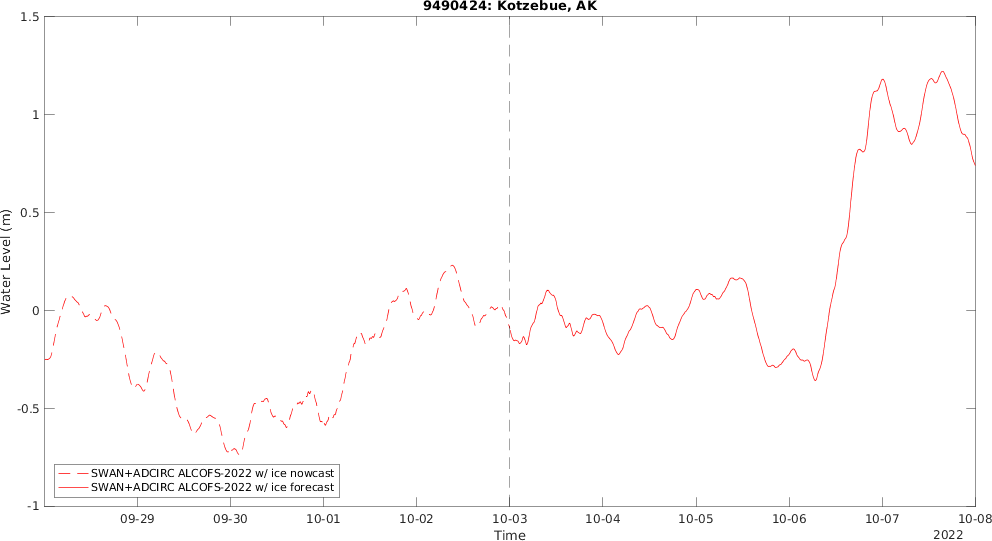 9490424: Kotzebue, AK
1.5
1
0.5
0
-0.5
-1
Water Level (m)
SWAN+ADCIRC ALCOFS-2022 w/ ice nowcast
SWAN+ADCIRC ALCOFS-2022 w/ ice forecast
09-29 09-30 10-01 10-02 10-03 10-04 10-05 10-06 10-07 10-08
Time
2022